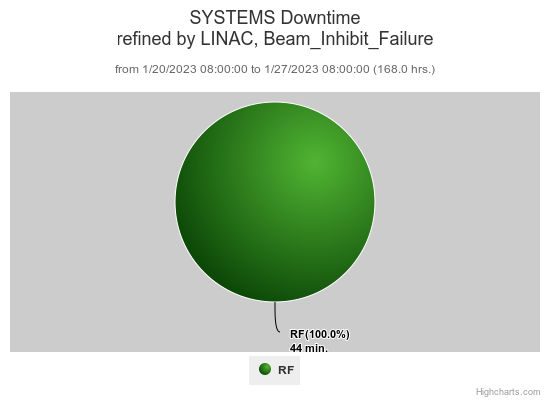 SYSTEMS Downtime
refined by LINAC, Beam_Inhibit_Failure
from 1/20/2023 08:00:00 to 1/27/2023 08:00:00 (168.0 hrs.)
RF(100.0%)
44 min.
RF
Highcharts.com